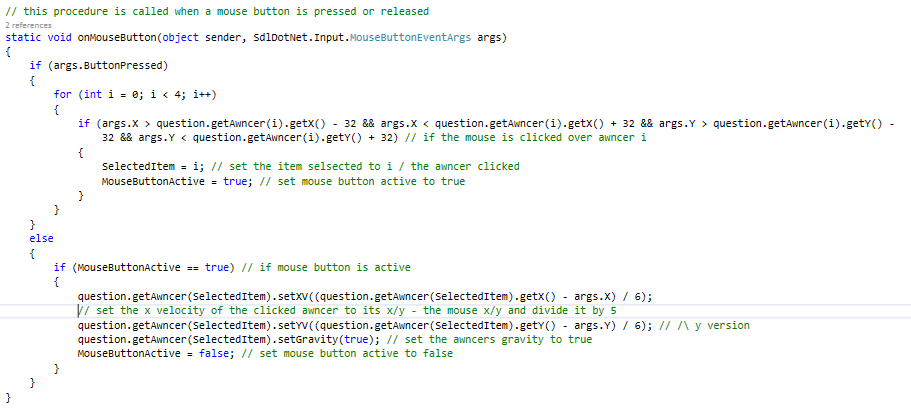 // this procedure is called when a mouse button is pressed or released
2 references
static void onMouseButton(object sender, SdlDotNet.Input.MouseButtonEventArgs args)
{
    if (args.ButtonPressed)
    {
        for (int i = 0; i < 4; i++)
        {
            if (args.X > question.getAwncer(i).getX() - 32 && args.X < question.getAwncer(i).getX() + 32 && args.Y > question.getAwncer(i).getY() -
                32 && args.Y < question.getAwncer(i).getY() + 32) // if the mouse is clicked over awncer i
            {
                SelectedItem = i; // set the item selsected to i / the awncer clicked
                MouseButtonActive = true; // set mouse button active to true
            }
        }
    }
    else
    {
        if (MouseButtonActive == true) // if mouse button is active
        {
            question.getAwncer(SelectedItem).setXV((question.getAwncer(SelectedItem).getX() - args.X) / 6);
            // set the x velocity of the clicked awncer to its x/y - the mouse x/y and divide it by 5
            question.getAwncer(SelectedItem).setYV((question.getAwncer(SelectedItem).getY() - args.Y) / 6); // /\ y version
            question.getAwncer(SelectedItem).setGravity(true); // set the awncers gravity to true
            MouseButtonActive = false; // set mouse button active to false
        }
    }
}